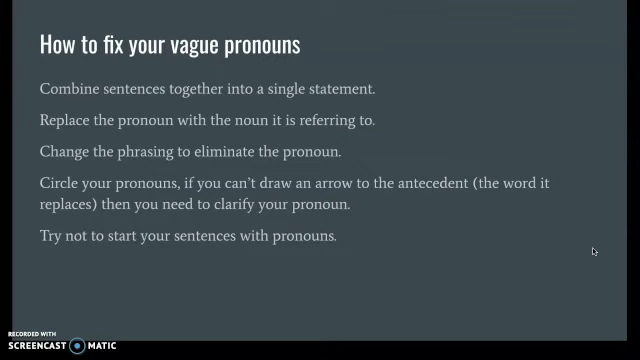 How to fix your vague pronouns
Combine sentences together into a single statement.
Replace the pronoun with the noun it is referring to.
Change the phrasing to eliminate the pronoun.
Circle your pronouns, if you can't draw an arrow to the antecedent (the word it
replaces) then you need to clarify your pronoun.
Try not to start your sentences with pronouns.
RECORDED WITH
SCREENCAST MATIC